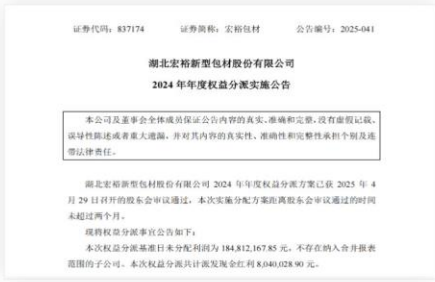 证券代码：837174 证券简称：宏裕包材 公告编号：2025-041
湖北宏裕新型包材股份有限公司
2024 年年度权益分派实施公告
本公司及董事会全体成员保证公告内容的真实、准确和完整，没有虚假记载、
误导性陈述或者重大遗漏，并对其内容的真实性、准确性和完整性承担个别及连
带法律责任。
湖北宏裕新型包材股份有限公司 2024 年年度权益分派方案已获 2025 年 4
月 29 日召开的股东会审议通过，本次实施分配方案距离股东会审议通过的时间
未超过两个月。
现将权益分派事宜公告如下：
本次权益分派基准日未分配利润为 184,812,167.85 元，不存在纳入合并报表
范围的子公司。本次权益分派共计派发现金红利 8,040,028.90 元。